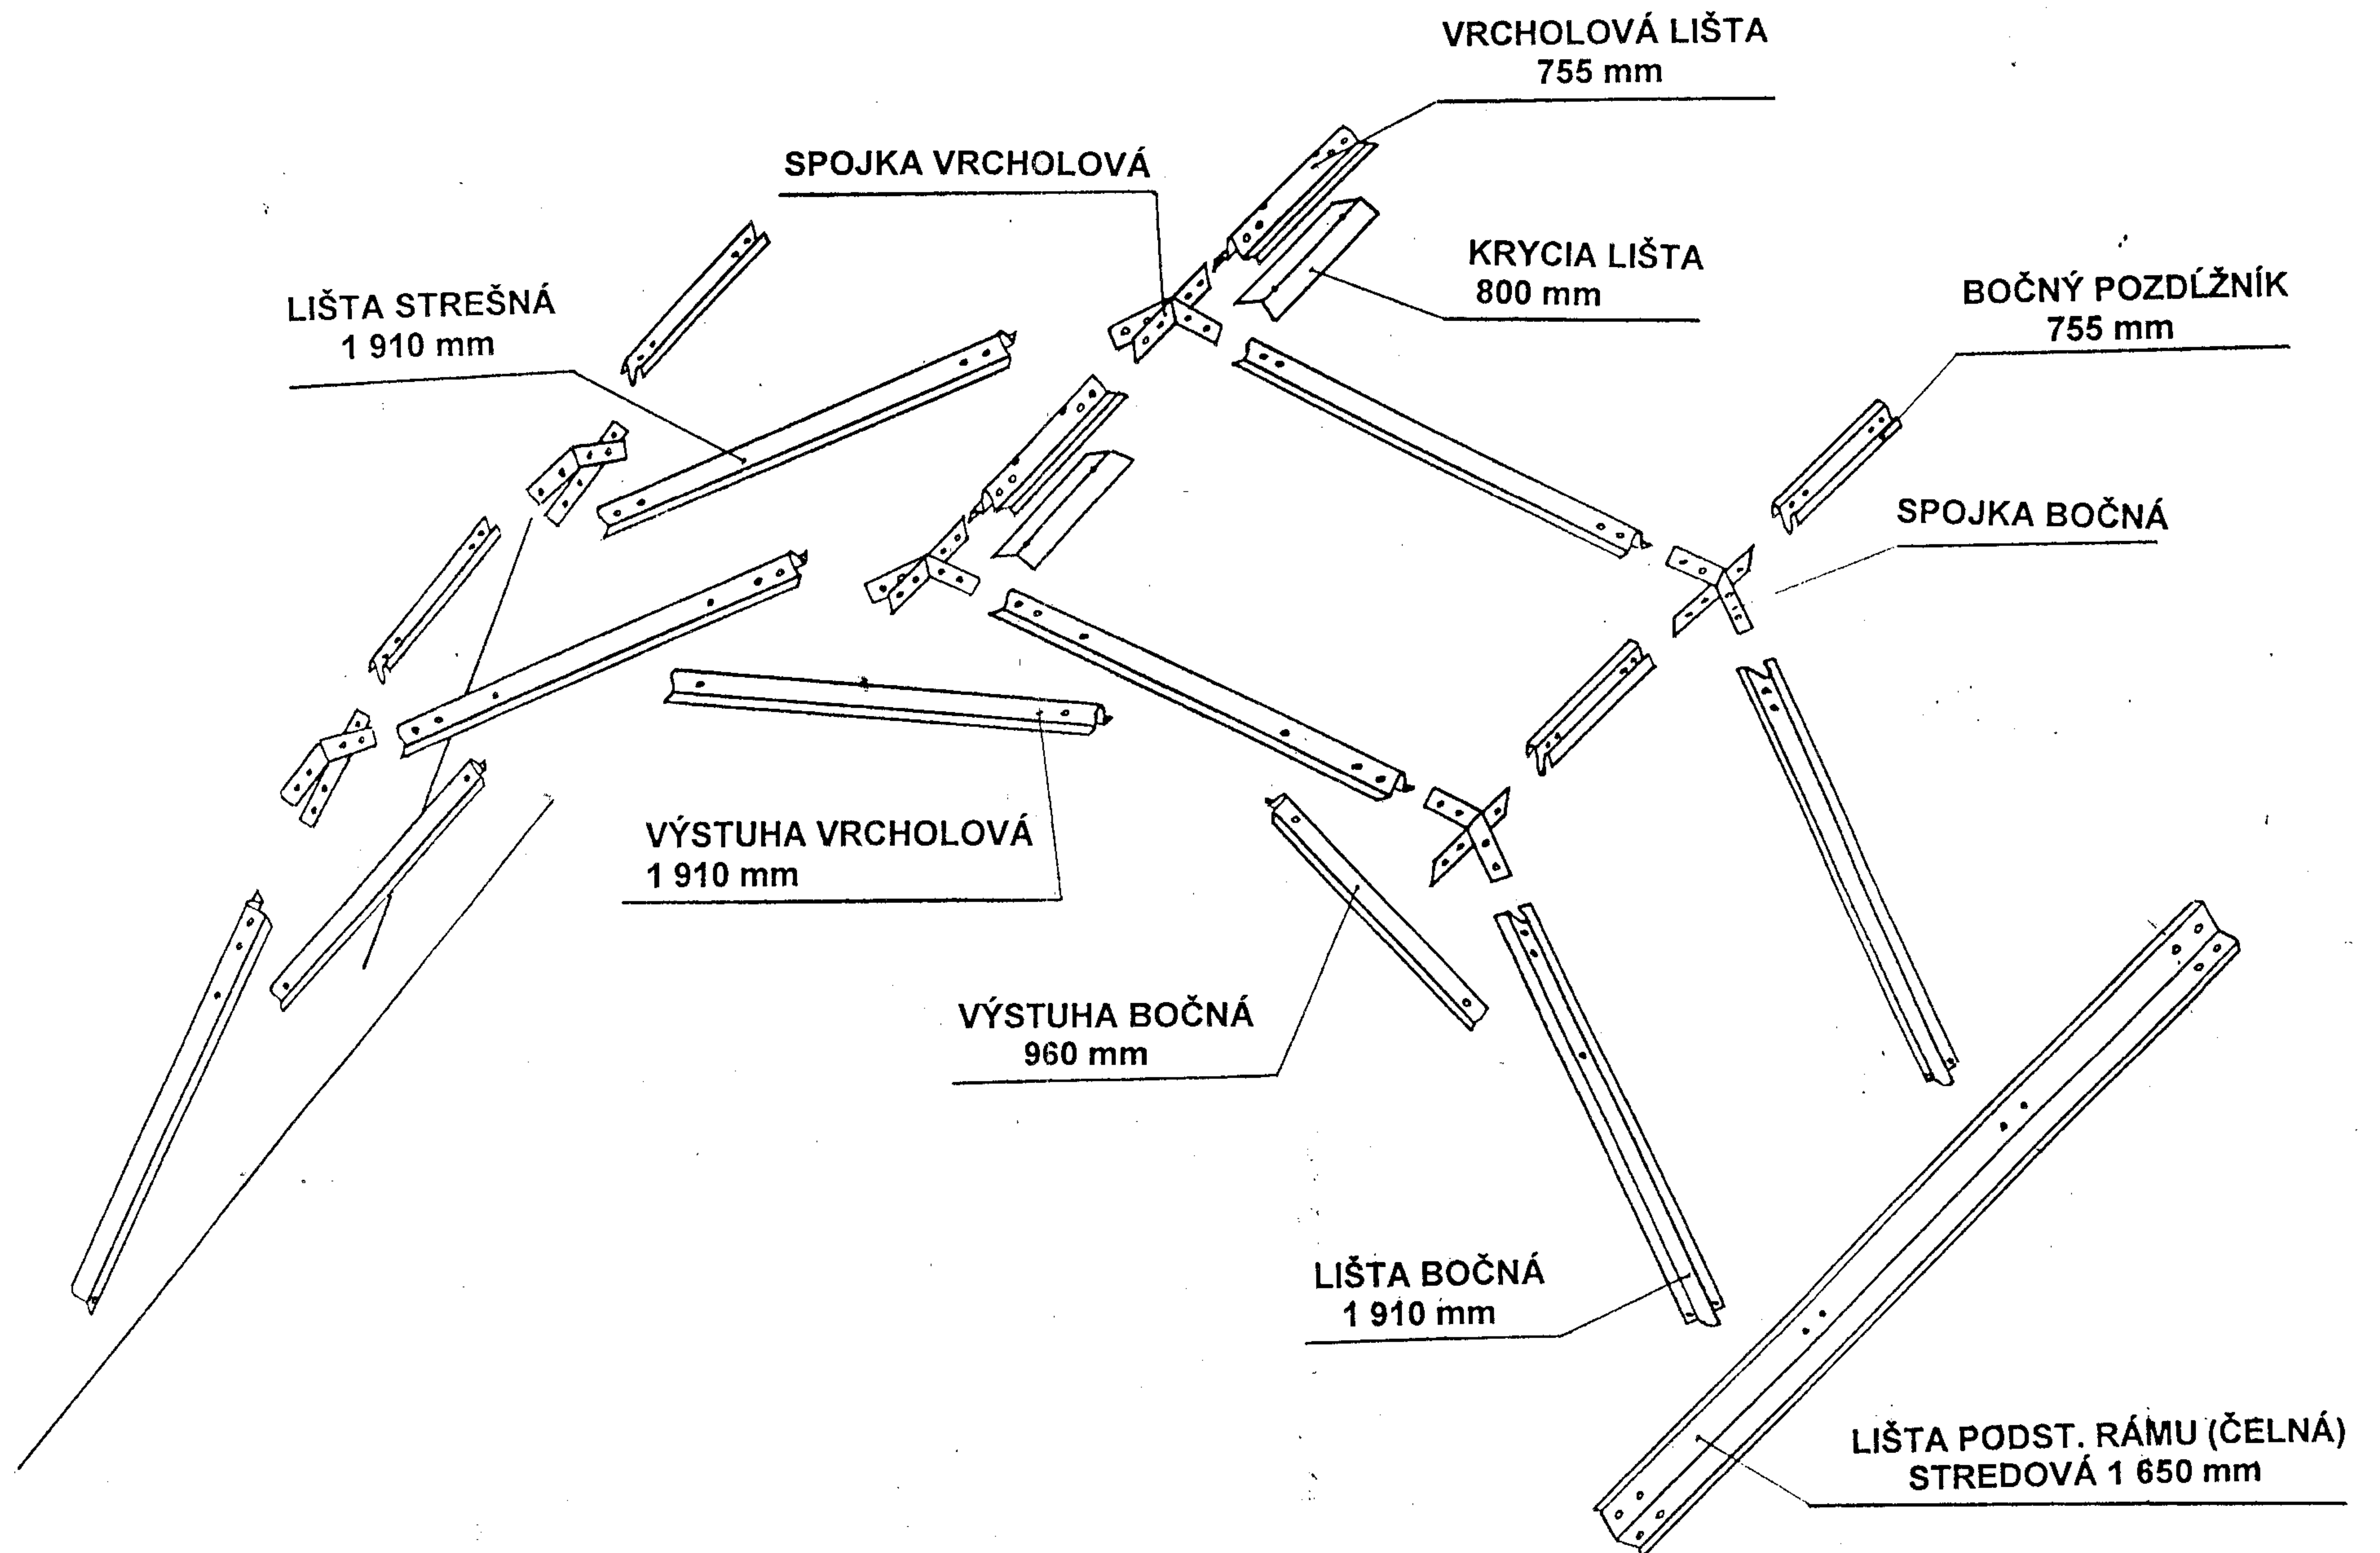 VRCHOLOVÁ LIŠTA
755 mm
SPOJKA VRCHOLOVÁ
KRYCIA LIŠTA
800 mm
BOČNÝ POZDĹŽNÍK
755 mm
LIŠTA STREŠNÁ
1 910 mm
SPOJKA BOČNÁ
VÝSTUHA VRCHOLOVÁ
1 910 mm
VÝSTUHA BOČNÁ
960 mm
LIŠTA BOČNÁ
1 910 mm
LIŠTA PODST. RÁMU (ČELNÁ)
STREDOVÁ 1 650 mm